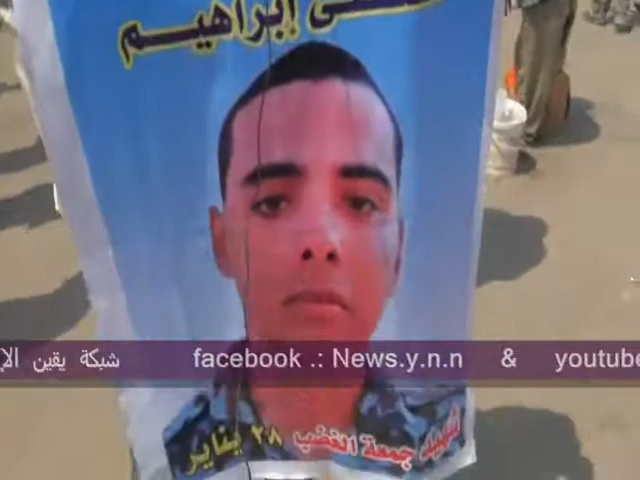 إبراهيم
شبكة يقين facebook .: News.y.n.n & youtube
شهيد جمعة الغضب ٢٨ يناير